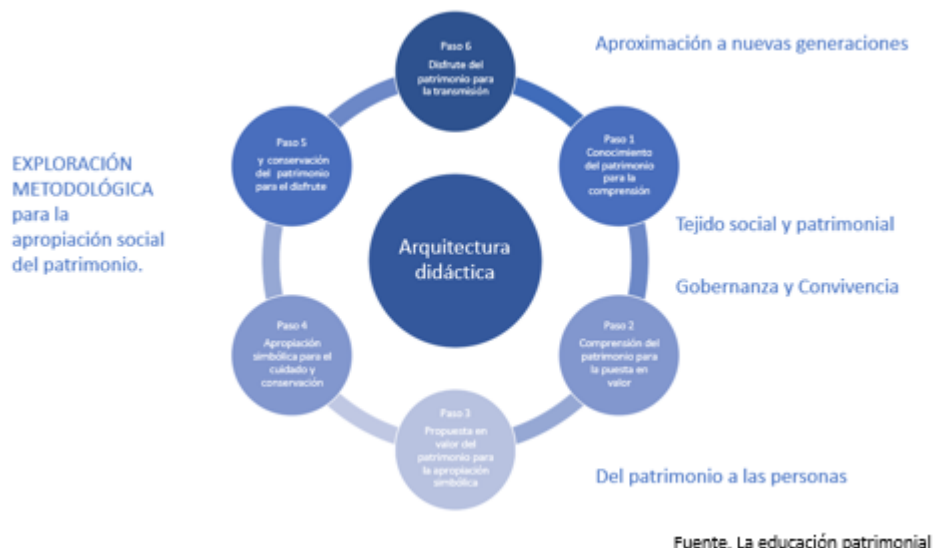 Paso 6
Disfrute del
patrimonio para
la transmisión
Aproximación a nuevas generaciones
Paso 1
Conocimiento
del patrimonio
para la
comprensión
Tejido social y patrimonial
Gobernanza y Convivencia
Paso 2
Comprensión del
patrimonio para
la puesta en
valor
Del patrimonio a las personas
Paso 3
Propuesta en
valor del
patrimonio para
la apropiación
simbólica
Paso 4
Apropiación
simbólica para el
cuidado y
conservación
Paso 5
y conservación
del patrimonio
para el disfrute
EXPLORACIÓN
METODOLÓGICA
para la
apropiación social
del patrimonio.
Arquitectura
didáctica
Fuente. La educación patrimonial